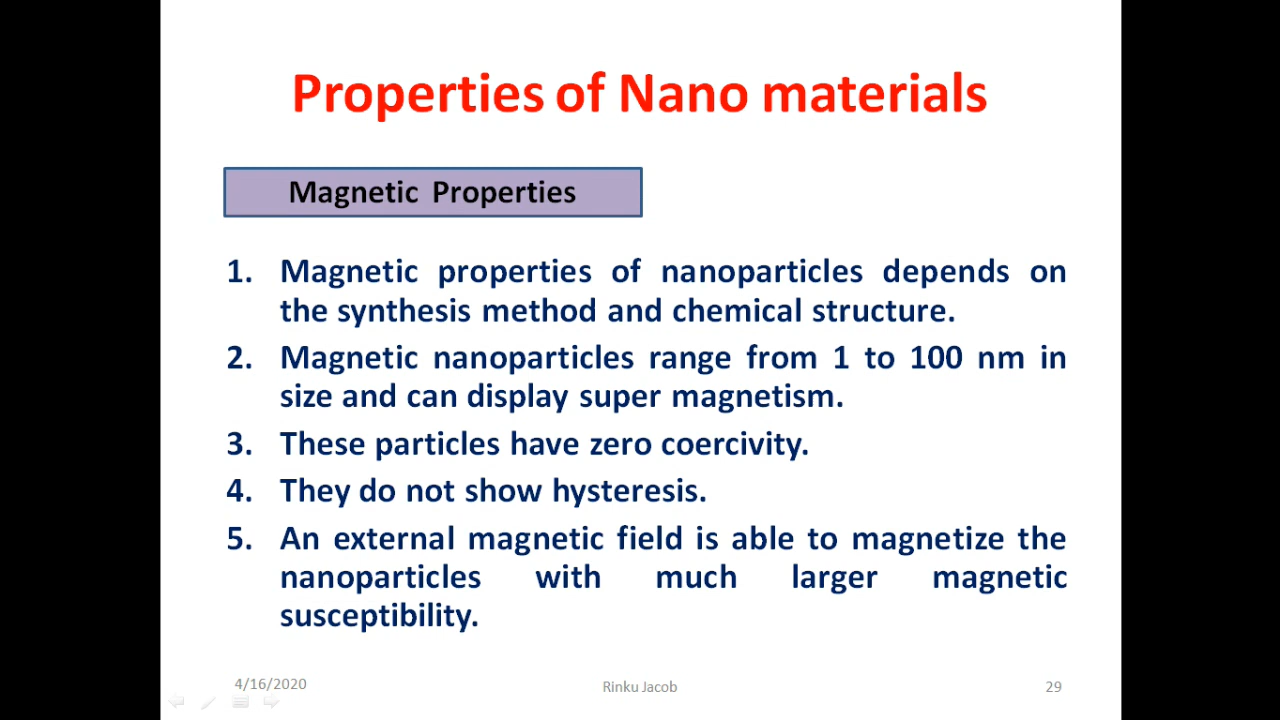 Properties of Nano materials
Magnetic Properties
1. Magnetic properties of nanoparticles depends on
the synthesis method and chemical structure.
2. Magnetic nanoparticles range from 1 to 100 nm in
size and can display super magnetism.
3. These particles have zero coercivity.
4. They do not show hysteresis.
5. An external magnetic field is able to magnetize the
nanoparticles with much larger magnetic
susceptibility.
4/16/2020
Rinku Jacob
29